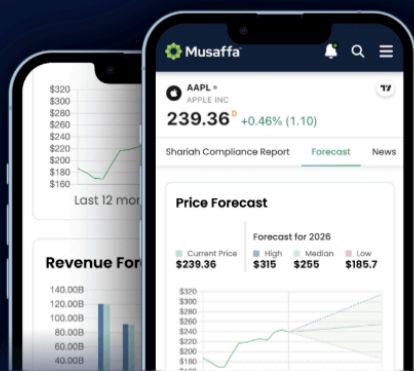 Musaffa
AAPL
APPLE INC
239.36 D +0.46% (1.10)
Shariah Compliance Report Forecast News
Price Forecast
Forecast for 2026
Current Price High Median Low
$239.36 $315 $255 $185.7
$320
$300
$280
$260
$240
$220
$200
$180
$320
$300
$280
$260
$240
$220
$200
$180
$160
Last 12 mon
Revenue For
140.00B
120.00B
100.00B
80.00B
60.00B
40.00B